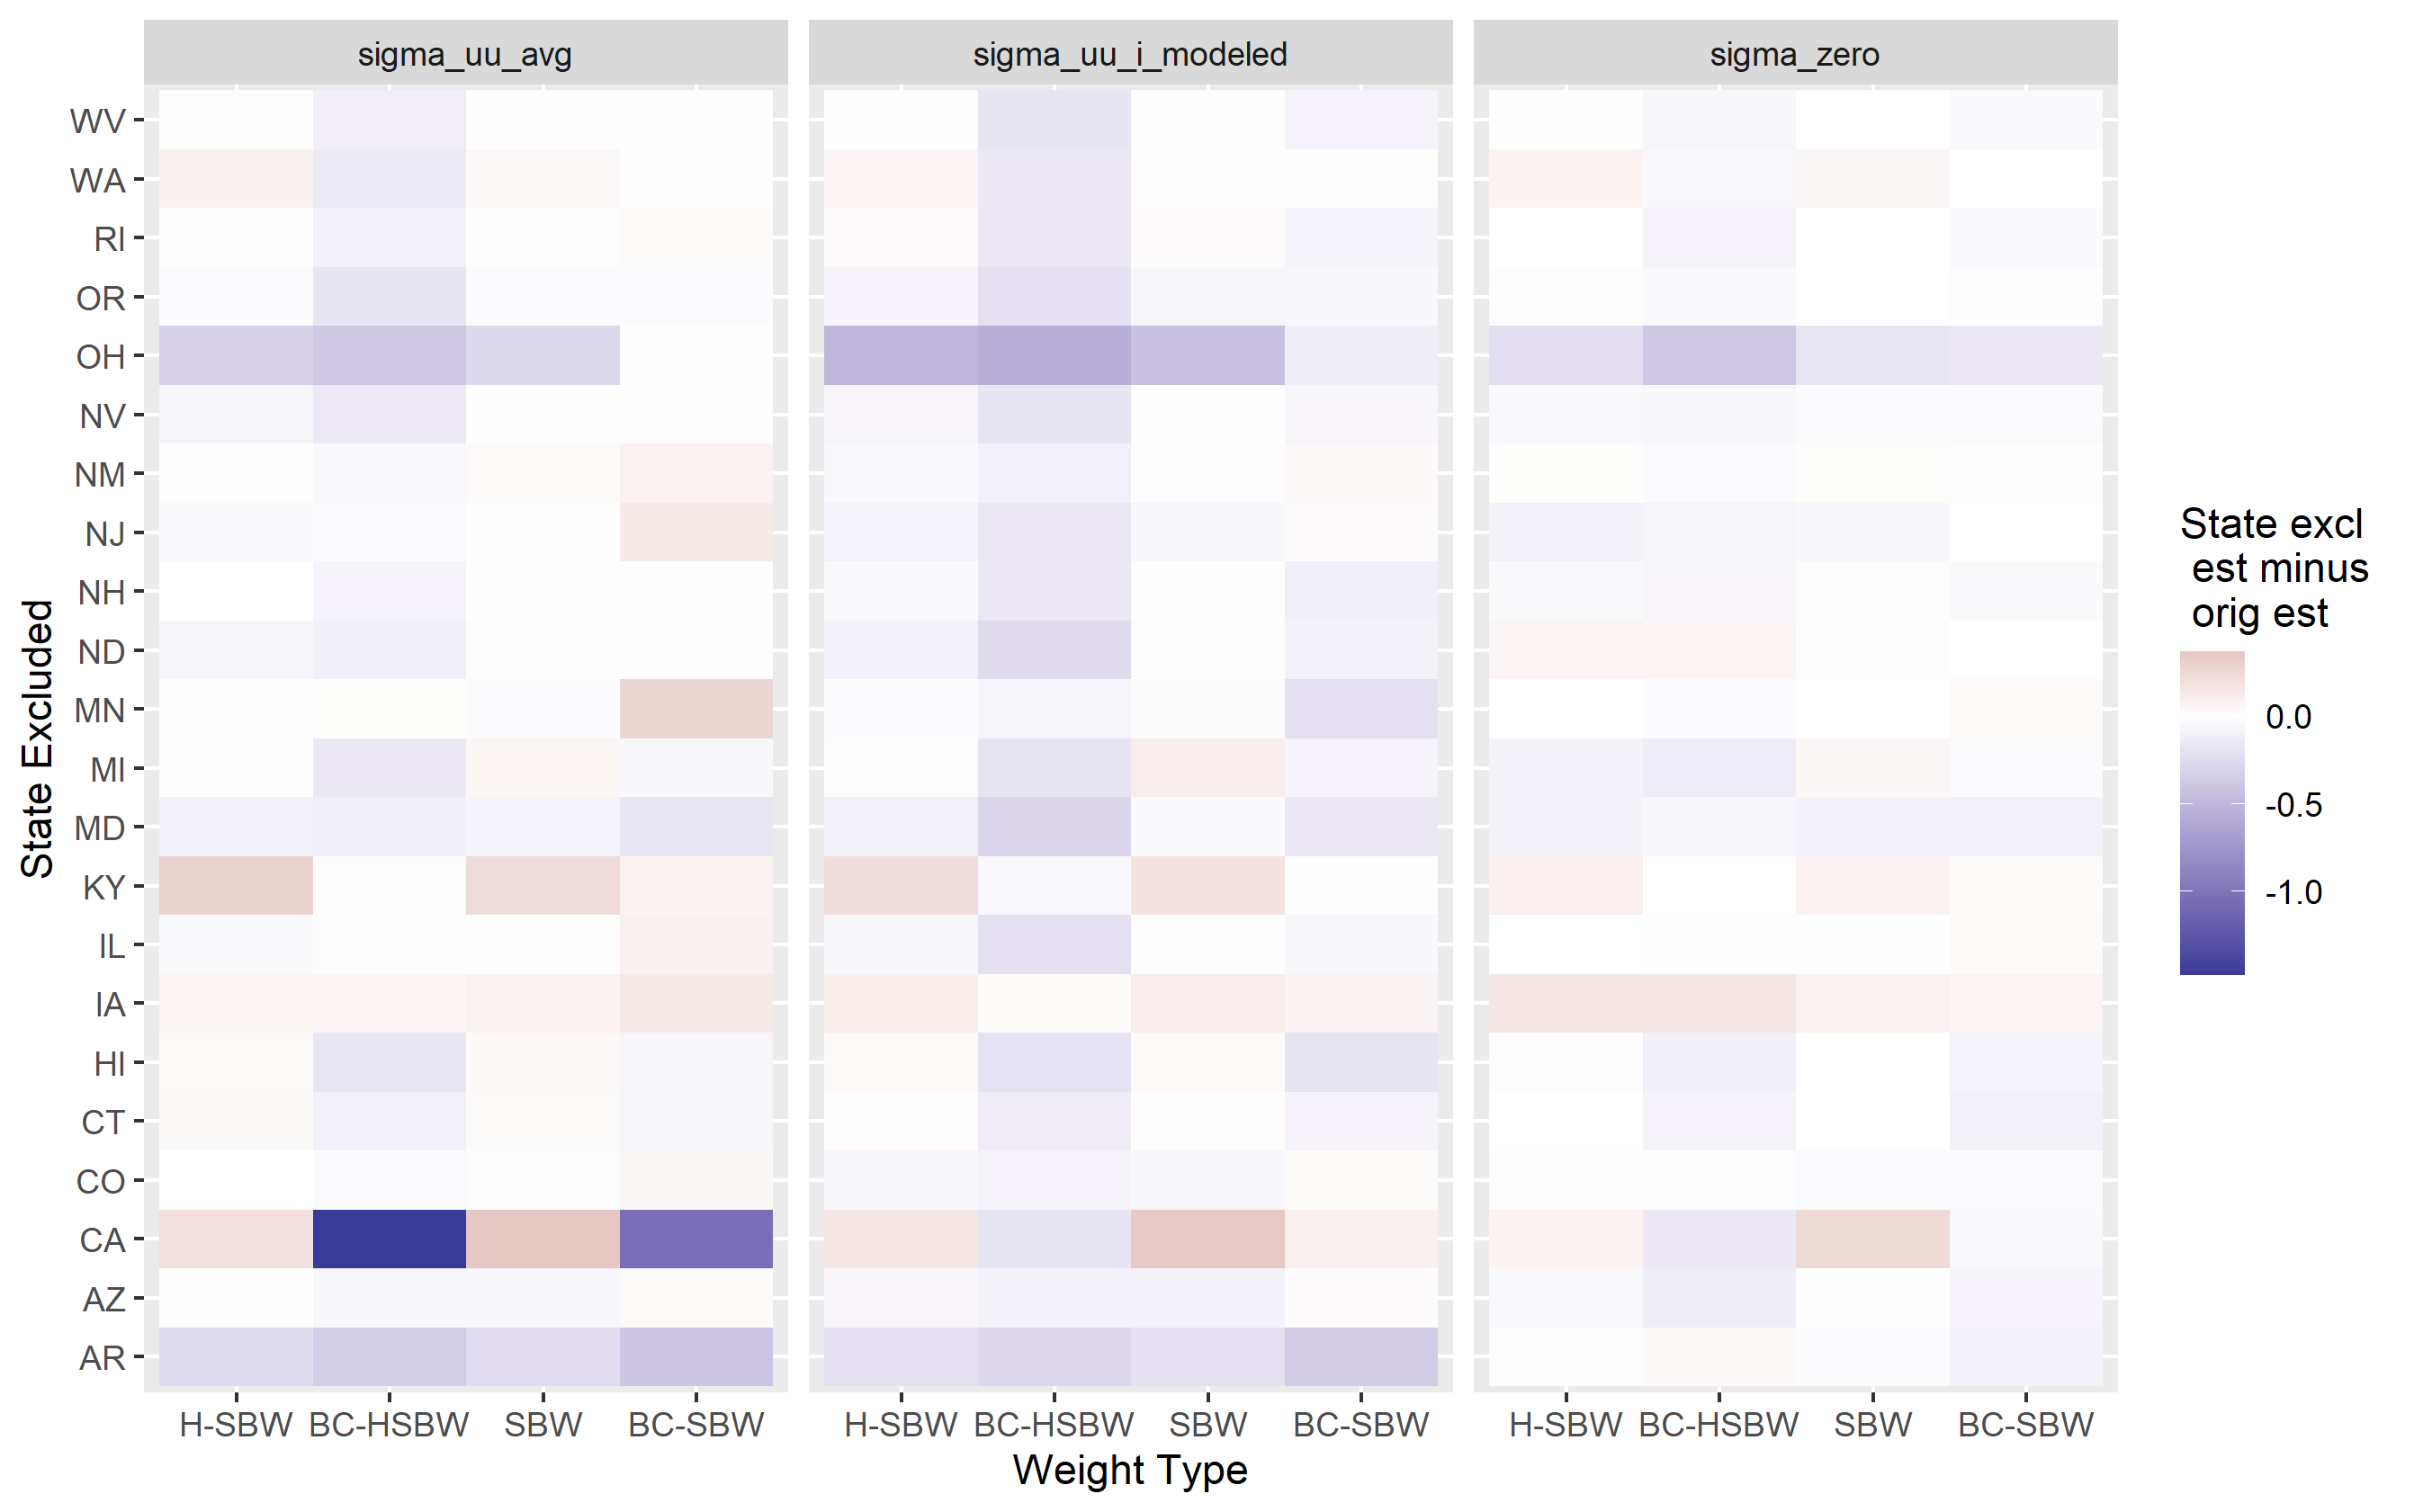 sigma_uu_avg
sigma_uu_i_modeled
sigma_zero
WV
WA
RI
OR
OH
NV
NM
NJ
NH
ND
MN
MI
MD
KY
IL
IA
HI
CT
CO
CA
AZ
AR
State Excluded
H-SBW BC-HSBW SBW BC-SBW
H-SBW BC-HSBW SBW BC-SBW
H-SBW BC-HSBW SBW BC-SBW
Weight Type
State excl
est minus
orig est
0.0
-0.5
-1.0